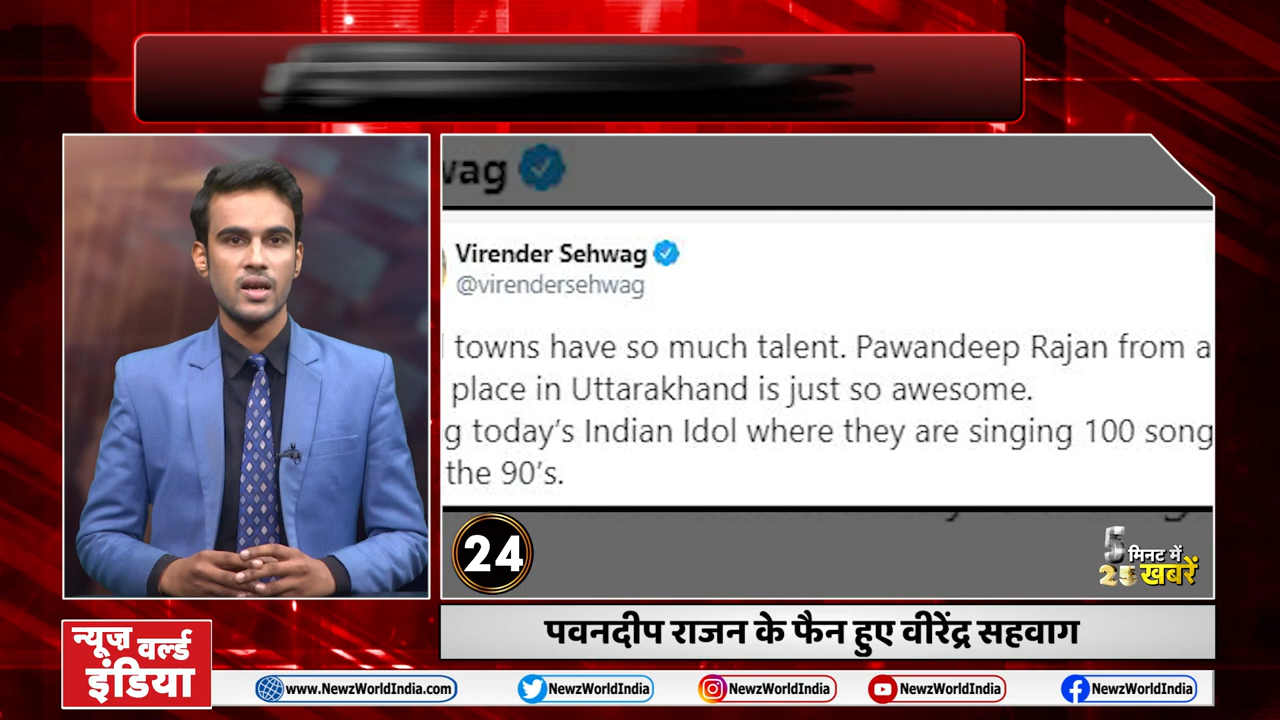 wag
Virender Sehwag
@virendersehwag
towns have so much talent. Pawandeep Rajan from a
place in Uttarakhand is just so awesome.
g today's Indian Idol where they are singing 100 song
the 90's.
24
5 मिनट में
25 खबरें
पवनदीप राजन के फैन हुए वीरेंद्र सहवाग
न्यूज़ वर्ल्ड
इंडिया
www.NewzWorldIndia.com NewzWorldIndia NewzWorldIndia NewzWorldIndia NewzWorldIndia